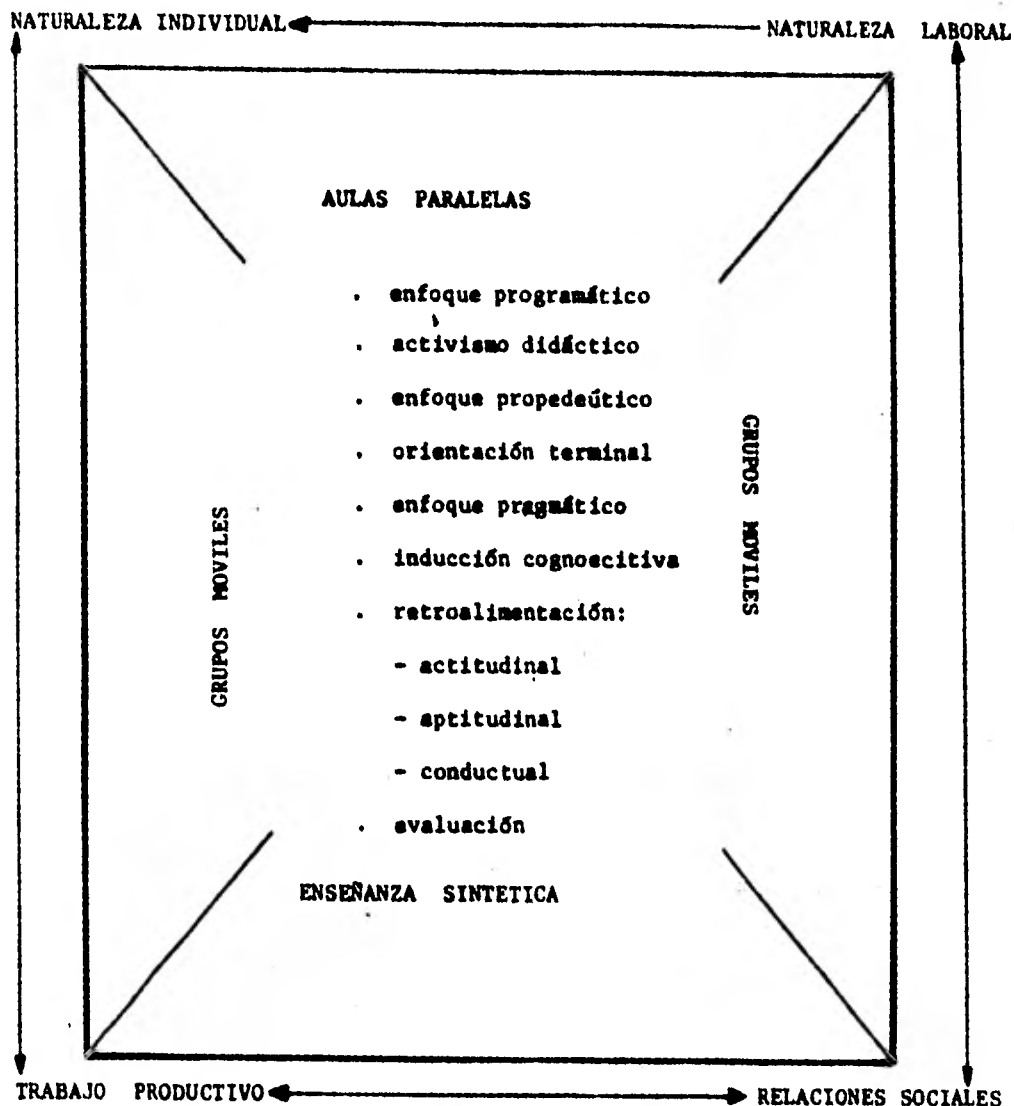 NATURALEZA INDIVIDUAL NATURALEZA LABORAL
AULAS PARALELAS
. enfoque programático
. activismo didáctico
. enfoque propedeútico
. orientación terminal
. enfoque pragmático
. inducción cognoecitiva
. retroalimentación:
- actitudinal
- aptitudinal
- conductual
. evaluación
GRUPOS MOVILES
GRUPOS MOVILES
ENSEÑANZA SINTETICA
TRABAJO PRODUCTIVO RELACIONES SOCIALES